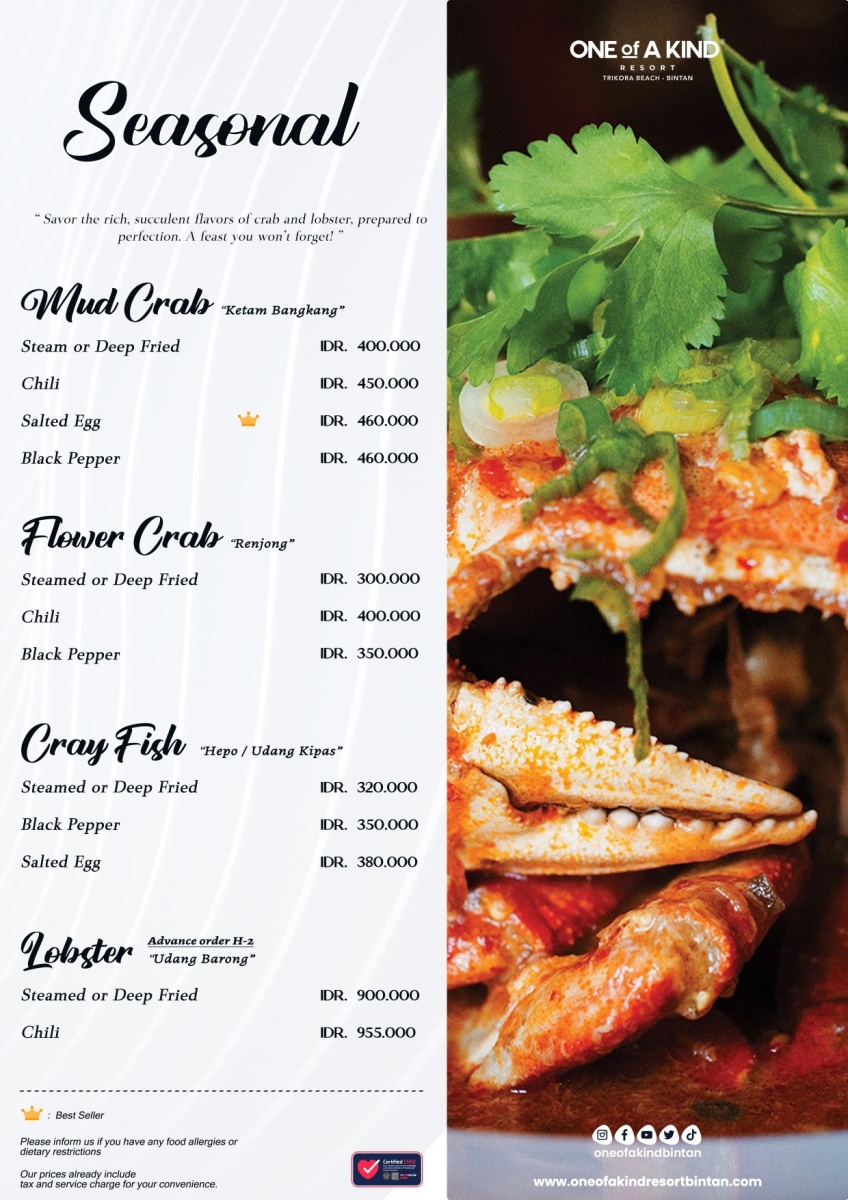 Seasonal
“ Savor the rich, succulent flavors of crab and lobster, prepared to
perfection. A feast you won’t forget! ”
Mud Crab “Ketam Bangkang”
Steam or Deep Fried IDR. 400.000
Chili IDR. 450.000
Salted Egg IDR. 460.000
Black Pepper IDR. 460.000
Flower Crab “Renjong”
Steamed or Deep Fried IDR. 300.000
Chili IDR. 400.000
Black Pepper IDR. 350.000
Cray Fish “Hepo / Udang Kipas”
Steamed or Deep Fried IDR. 320.000
Black Pepper IDR. 350.000
Salted Egg IDR. 380.000
Lobster Advance order H-2
“Udang Barong”
Steamed or Deep Fried IDR. 900.000
Chili IDR. 955.000
: Best Seller
Please inform us if you have any food allergies or
dietary restrictions
Our prices already include
tax and service charge for your convenience.
Certified CHSE
ONE of A KIND
RESORT
TRIKORA BEACH - BINTAN
oneofakindbintan
www.oneofakindresortbintan.com